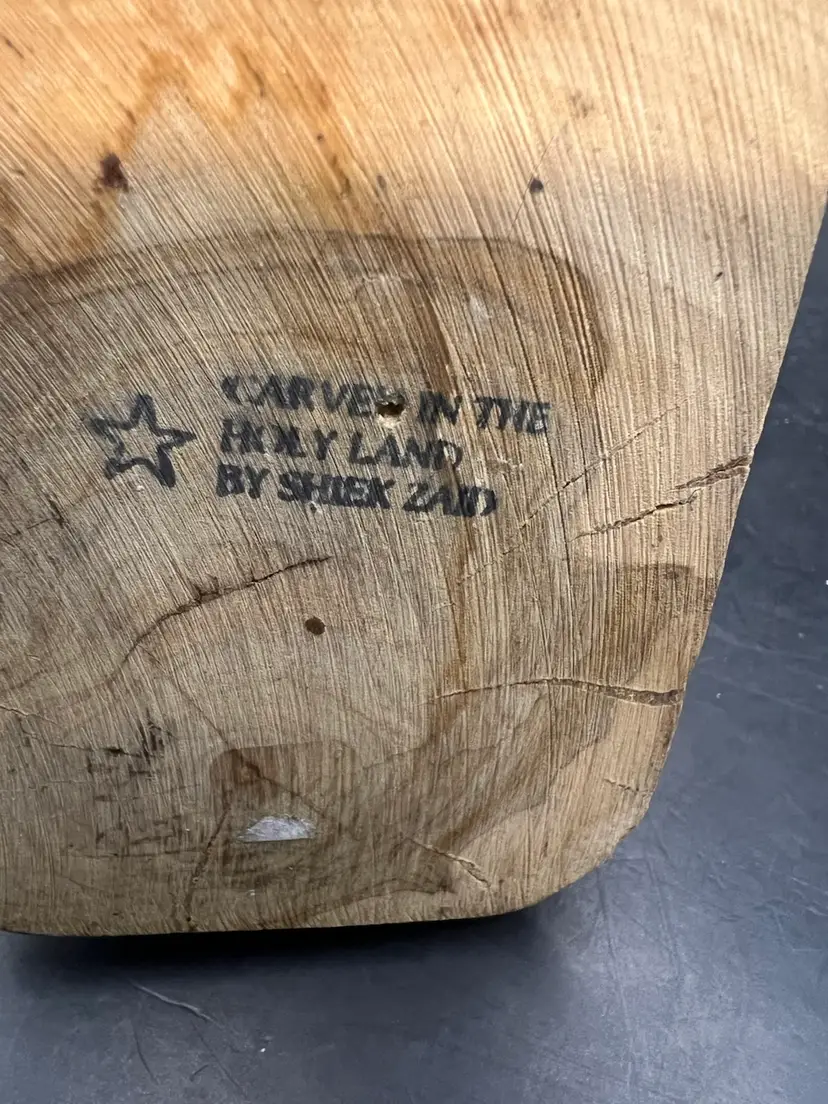 CARVED IN THE
HOLY LAND
BY SHIEK ZAID